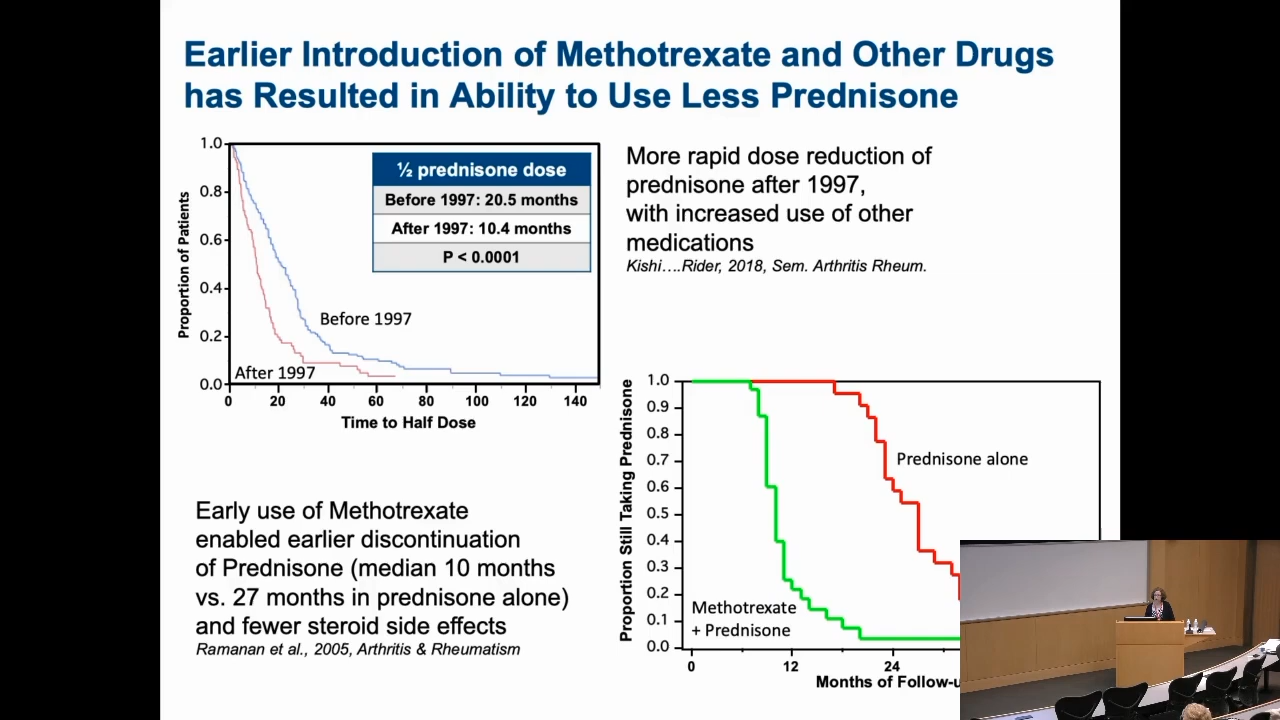 Earlier Introduction of Methotrexate and Other Drugs
has Resulted in Ability to Use Less Prednisone
1.0
0.8
0.6
0.4
0.2
0.0
Proportion of Patients
½ prednisone dose
Before 1997: 20.5 months
After 1997: 10.4 months
P < 0.0001
Before 1997
After 1997
0 20 40 60 80 100 120 140
Time to Half Dose
More rapid dose reduction of
prednisone after 1997,
with increased use of other
medications
Kishi….Rider, 2018, Sem. Arthritis Rheum.
Early use of Methotrexate
enabled earlier discontinuation
of Prednisone (median 10 months
vs. 27 months in prednisone alone)
and fewer steroid side effects
Ramanan et al., 2005, Arthritis & Rheumatism
Proportion Still Taking Prednisone
1.0
0.9
0.8
0.7
0.6
0.5
0.4
0.3
0.2
0.1
0.0
Prednisone alone
Methotrexate
+ Prednisone
0 12 24
Months of Follow-u